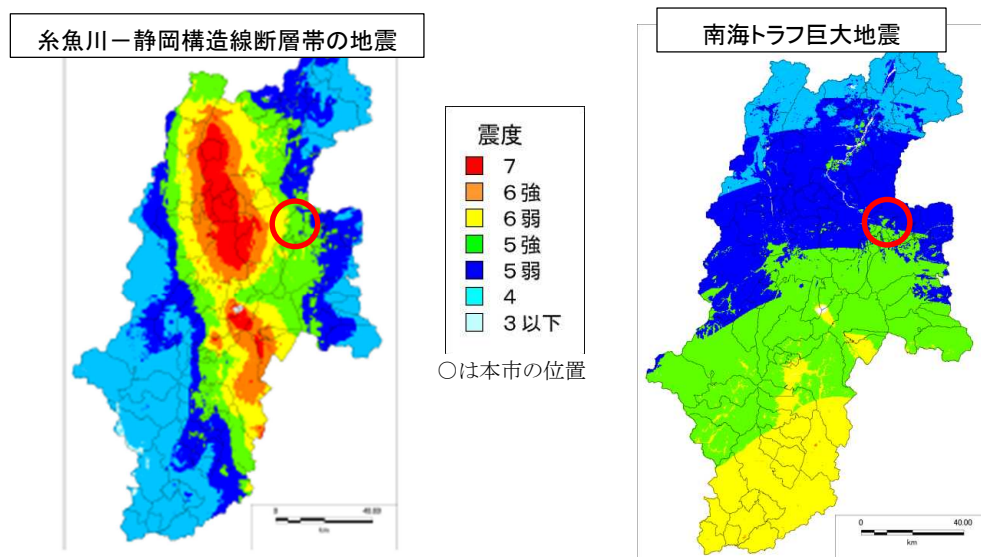 糸魚川－静岡構造線断層帯の地震
南海トラフ巨大地震
震度
7
6強
6弱
5強
5弱
4
3以下
○は本市の位置
0
km
0 40.00
km